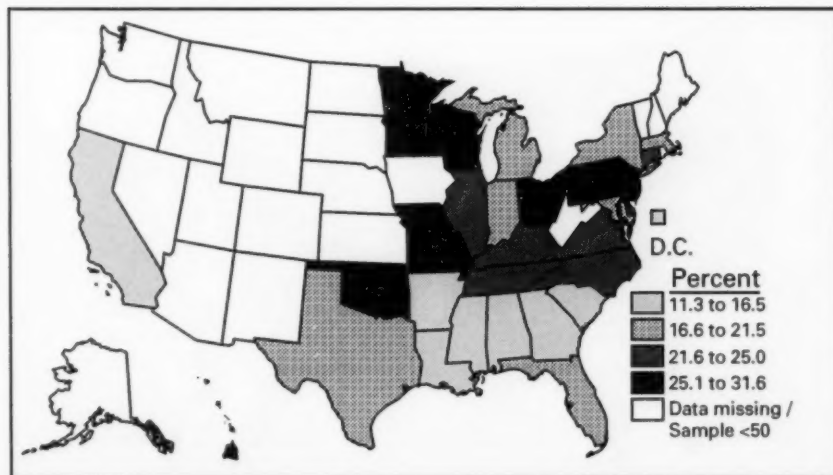 D.C.
Percent
11.3 to 16.5
16.6 to 21.5
21.6 to 25.0
25.1 to 31.6
Data missing /
Sample <50